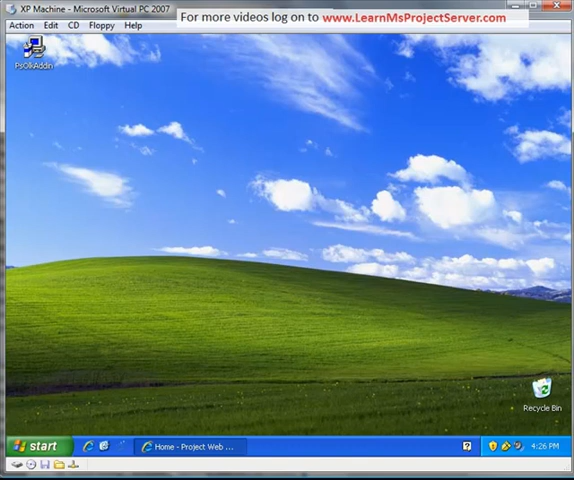 XP Machine - Microsoft Virtual PC 2007
For more videos log on to www.LearnMsProjectServer.com
Action Edit CD Floppy Help
PsOlkAddin
Recycle Bin
start
Home - Project Web ...
4:26 PM